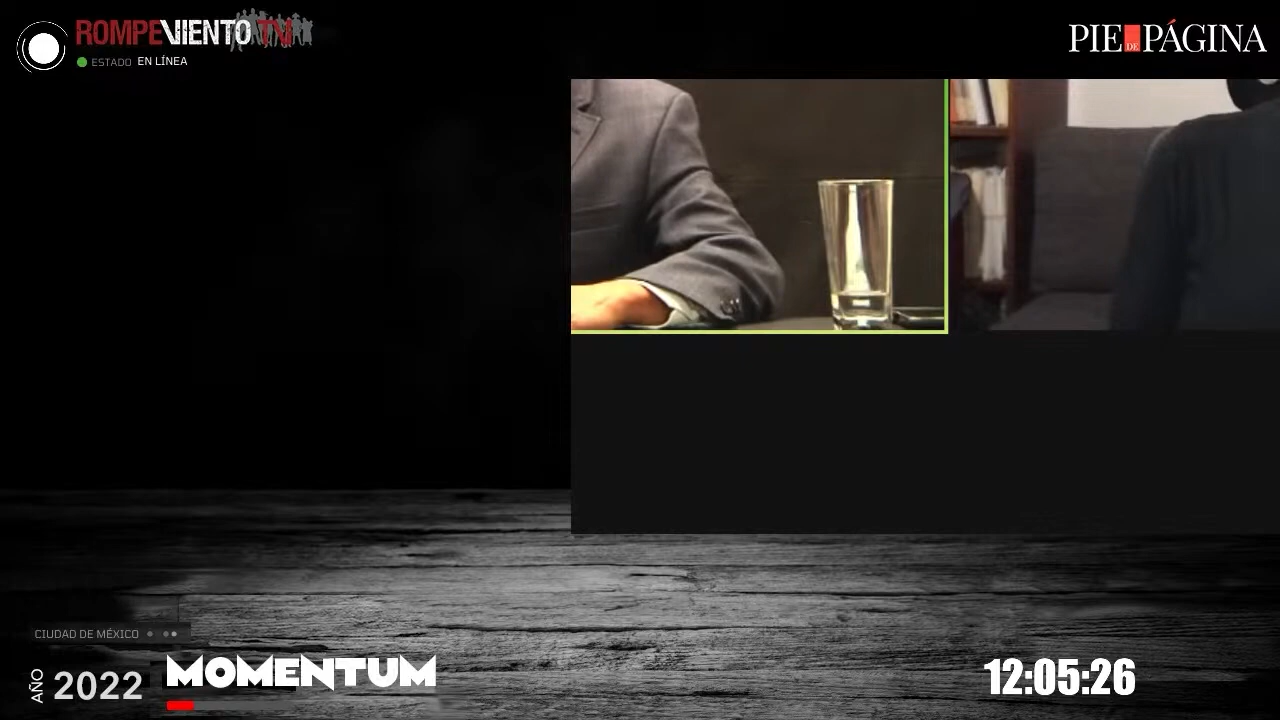 ROMPEVIENTO TV
ESTADO EN LÍNEA
PIE DE PÁGINA
CIUDAD DE MÉXICO
AÑO 2022
MOMENTUM
12:05:26